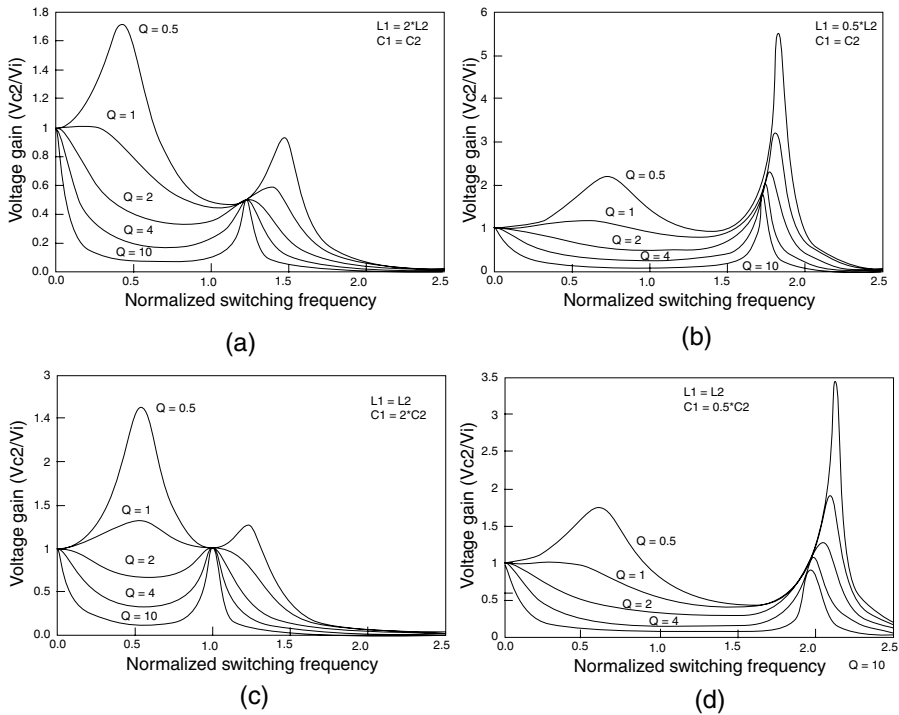 1.8
1.6
1.4
1.2
1
0.8
0.6
0.4
0.2
0.0
Voltage gain (Vc2/Vi)
Q = 0.5
L1 = 2*L2
C1 = C2
Q = 1
Q = 2
Q = 4
Q = 10
0.0 0.5 1.0 1.5 2.0 2.5
Normalized switching frequency
(a)
6
5
4
3
2
1
0
Voltage gain (Vc2/Vi)
L1 = 0.5*L2
C1 = C2
Q = 0.5
Q = 1
Q = 2
Q = 4
Q = 10
0.0 0.5 1.0 1.5 2.0 2.5
Normalized switching frequency
(b)
3
1.4
2
1.5
1
0.5
0.0
Voltage gain (Vc2/Vi)
Q = 0.5
L1 = L2
C1 = 2*C2
Q = 1
Q = 2
Q = 4
Q = 10
0.0 0.5 1.0 1.5 2.0 2.5
Normalized switching frequency
(c)
3.5
3
2.5
2
1.5
1
0.5
0
Voltage gain (Vc2/Vi)
L1 = L2
C1 = 0.5*C2
Q = 0.5
Q = 1
Q = 2
Q = 4
0.0 0.5 1.0 1.5 2.0 2.5
Normalized switching frequency
Q = 10
(d)